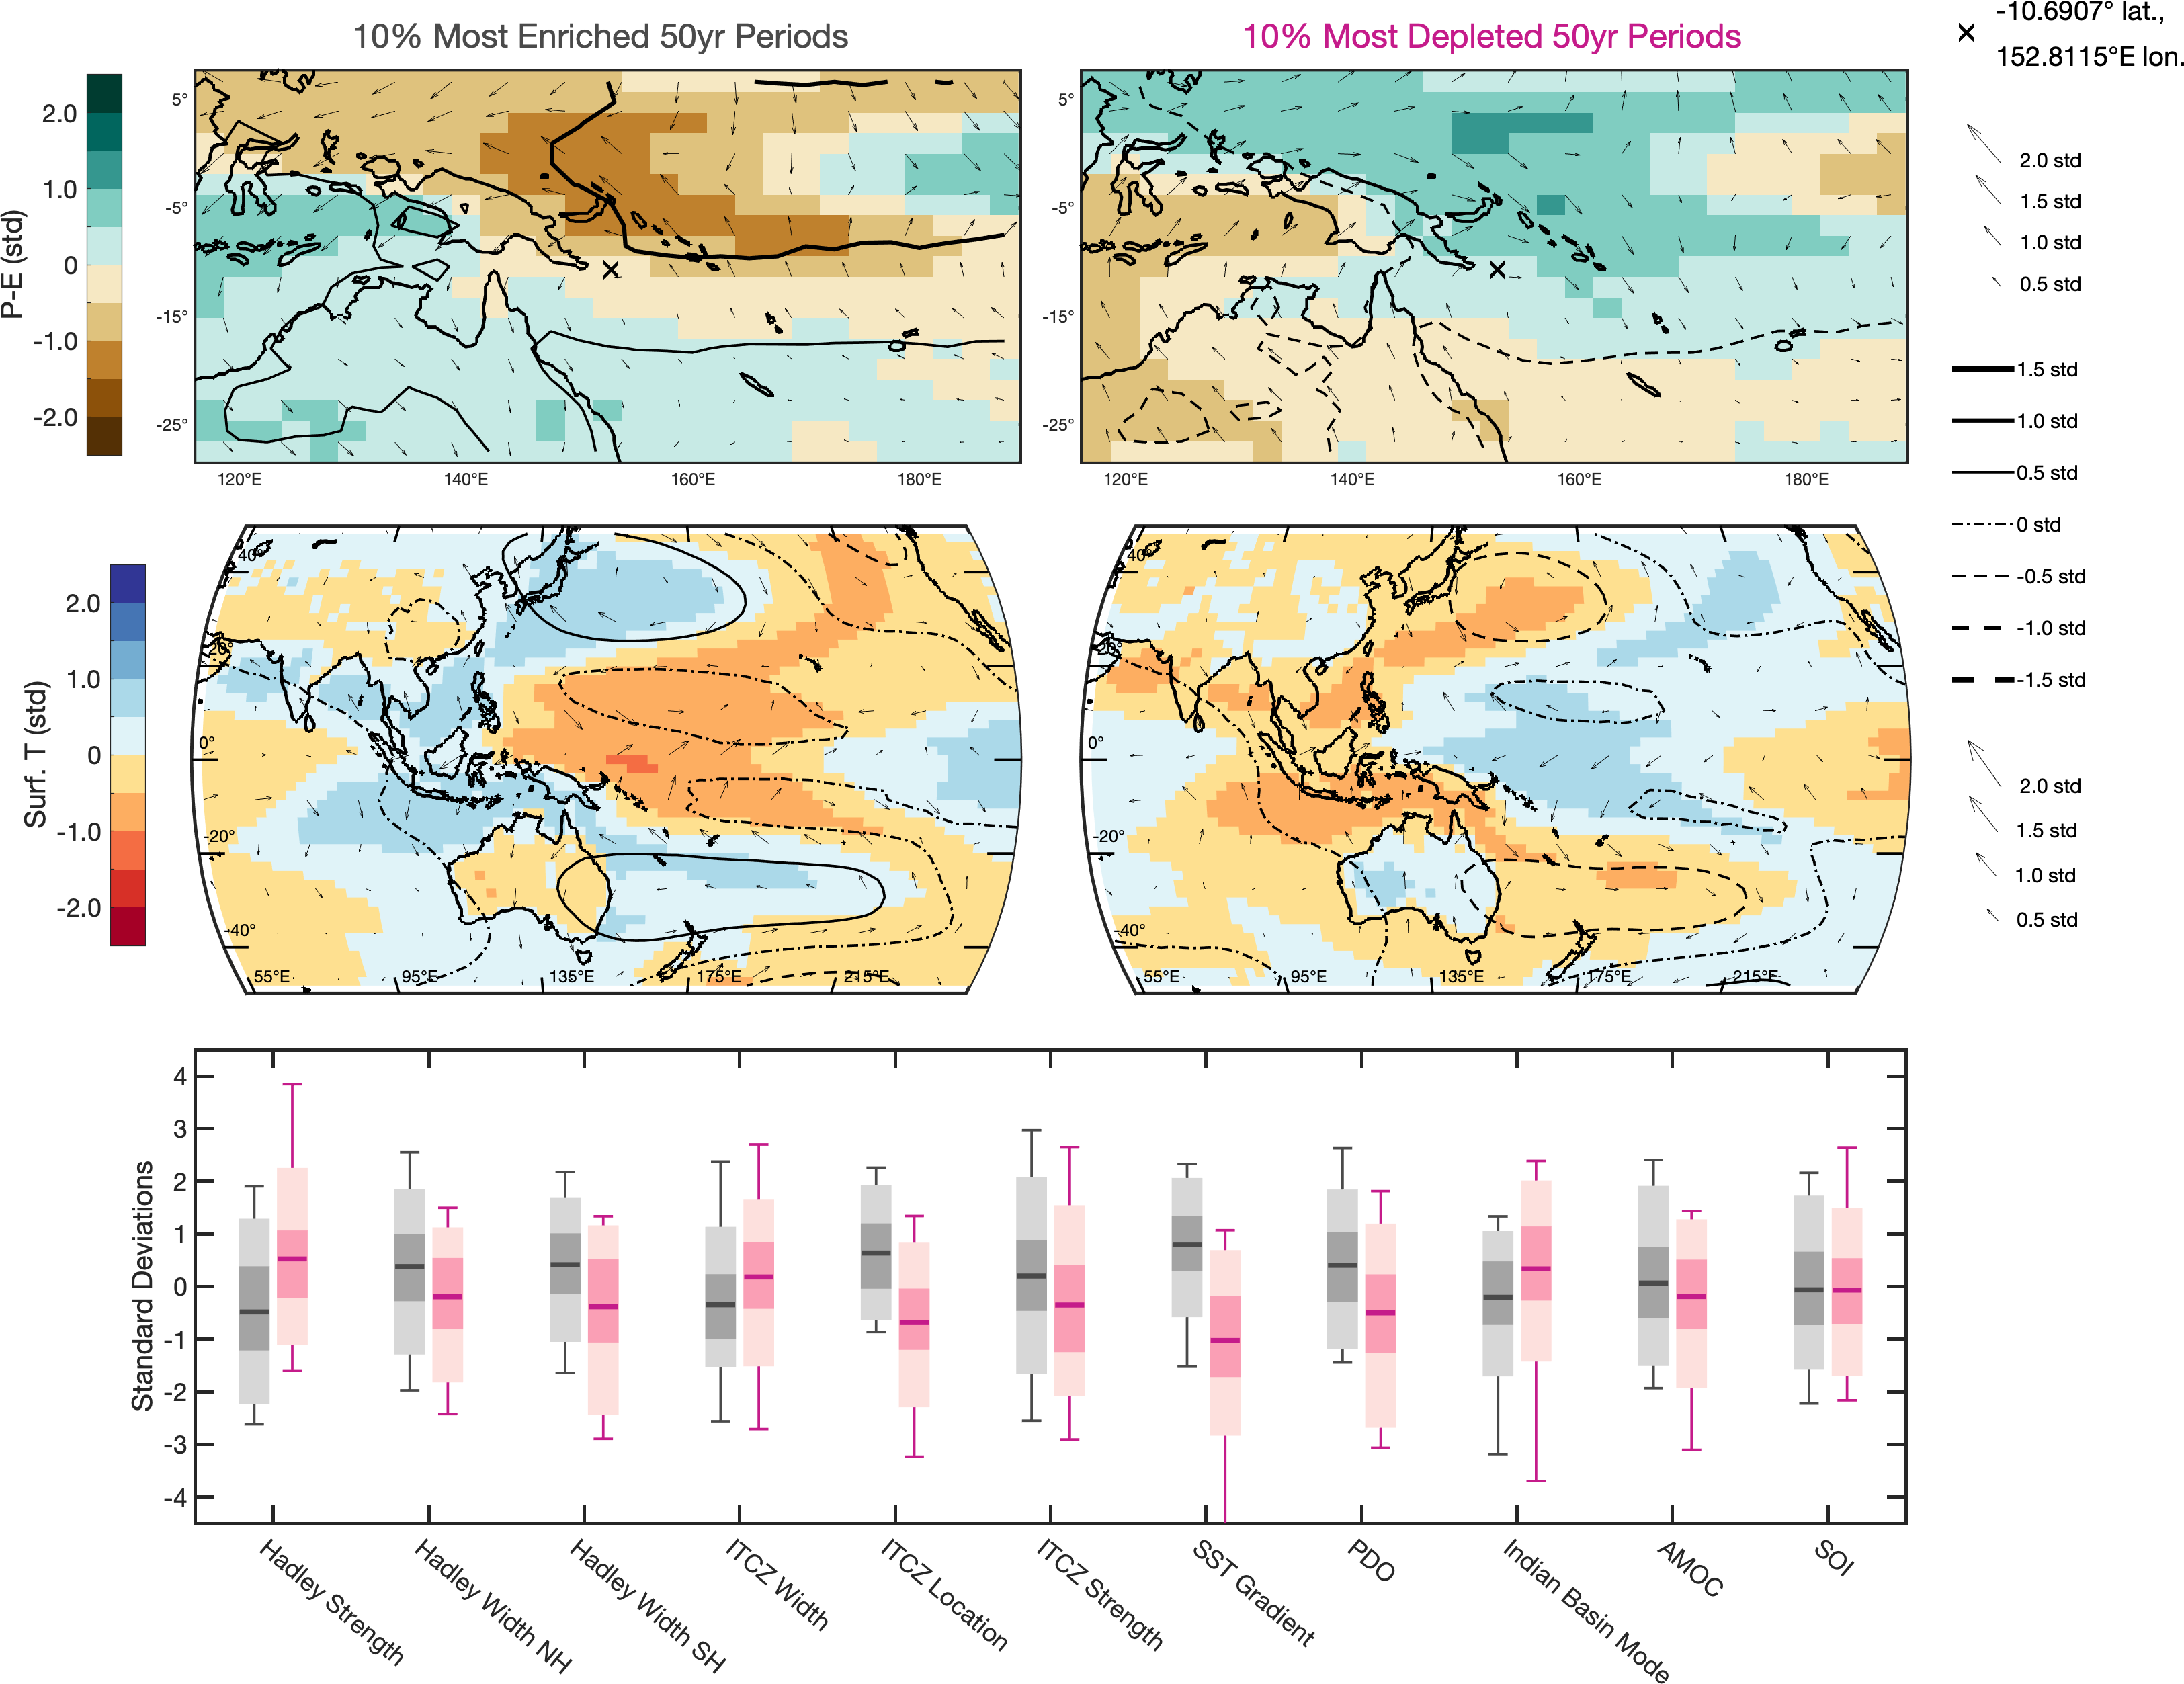 10% Most Enriched 50yr Periods
10% Most Depleted 50yr Periods
-10.6907° lat.,
152.8115°E lon.
P-E (std)
2.0
1.0
0
-1.0
-2.0
5°
-5°
-15°
-25°
120°E
140°E
160°E
180°E
5°
-5°
-15°
-25°
120°E
140°E
160°E
180°E
2.0 std
1.5 std
1.0 std
0.5 std
1.5 std
1.0 std
0.5 std
0 std
-0.5 std
-1.0 std
-1.5 std
Surf. T (std)
2.0
1.0
0
-1.0
-2.0
40°
20°
0°
-20°
-40°
55°E
95°E
135°E
175°E
215°E
40°
20°
0°
-20°
-40°
55°E
95°E
135°E
175°E
215°E
2.0 std
1.5 std
1.0 std
0.5 std
Standard Deviations
4
3
2
1
0
-1
-2
-3
-4
Hadley Strength
Hadley Width NH
Hadley Width SH
ITCZ Width
ITCZ Location
ITCZ Strength
SST Gradient
PDO
Indian Basin Mode
AMOC
SOI